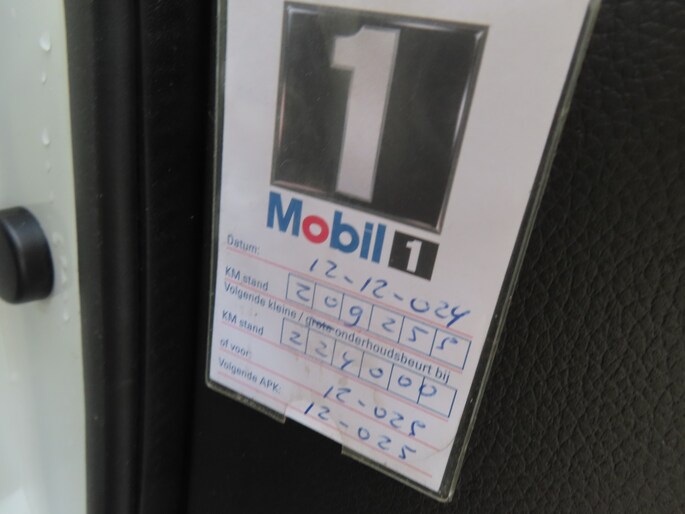 1
Mobil 1
Datum: 12-12-024
KM stand 209255
Volgende kleine / grote onderhoudsbeurt bij
KM stand 224000
of voor: 12-025
Volgende APK: 12-025